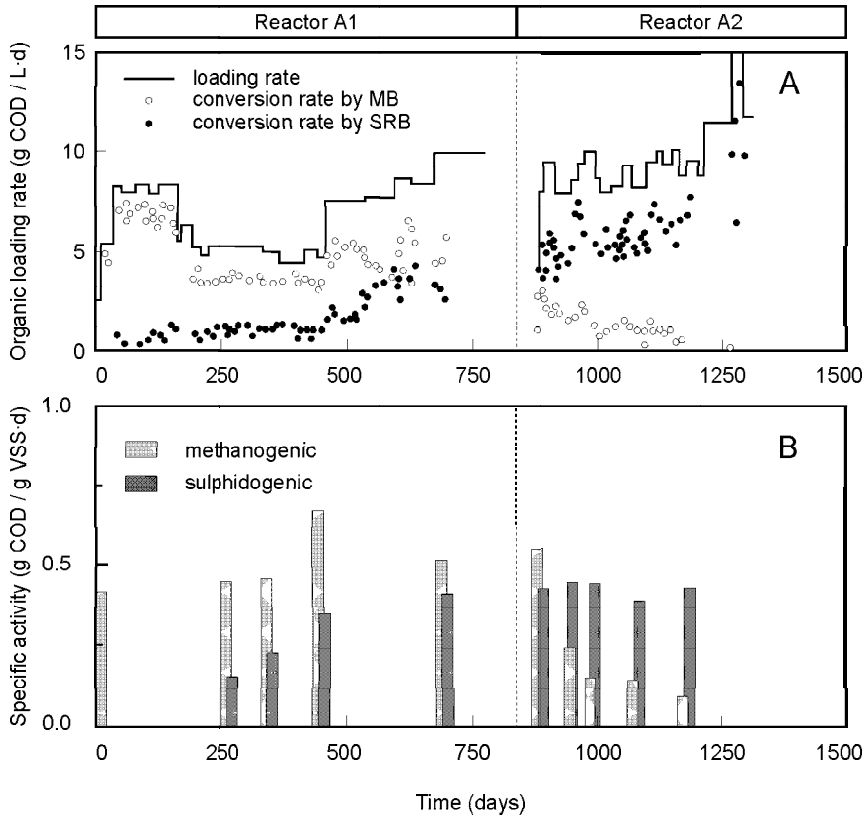 Reactor A1 Reactor A2
15
A
loading rate
conversion rate by MB
conversion rate by SRB
10
5
0
Organic loading rate (g COD / L·d)
0 250 500 750 1000 1250 1500
1.0
B
methanogenic
sulphidogenic
0.5
0.0
Specific activity (g COD / g VSS·d)
0 250 500 750 1000 1250 1500
Time (days)